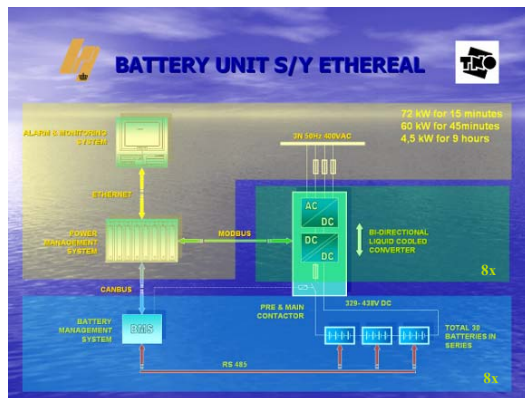 BATTERY UNIT S/Y ETHEREAL
TNO
72 kW for 15 minutes
60 kW for 45minutes
4,5 kW for 9 hours
ALARM & MONITORING
SYSTEM
3N 50Hz 400VAC
ETHERNET
AC
DC
DC
DC
POWER
MANAGEMENT
SYSTEM
MODBUS
BI-DIRECTIONAL
LIQUID COOLED
CONVERTER
8x
CANBUS
PRE & MAIN
CONTACTOR
329- 438V DC
BATTERY
MANAGEMENT
SYSTEM
BMS
TOTAL 30
BATTERIES IN
SERIES
RS 485
8x